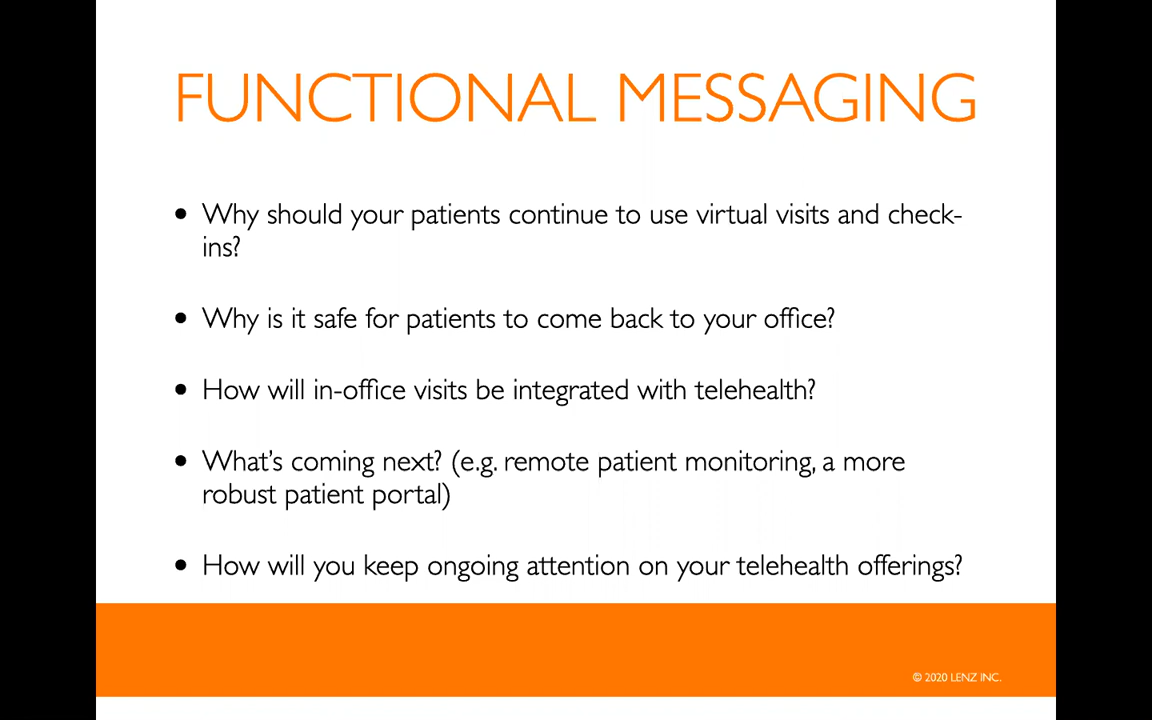 FUNCTIONAL MESSAGING
• Why should your patients continue to use virtual visits and check-
ins?
• Why is it safe for patients to come back to your office?
• How will in-office visits be integrated with telehealth?
• What’s coming next? (e.g. remote patient monitoring, a more
robust patient portal)
• How will you keep ongoing attention on your telehealth offerings?
© 2020 LENZ INC.